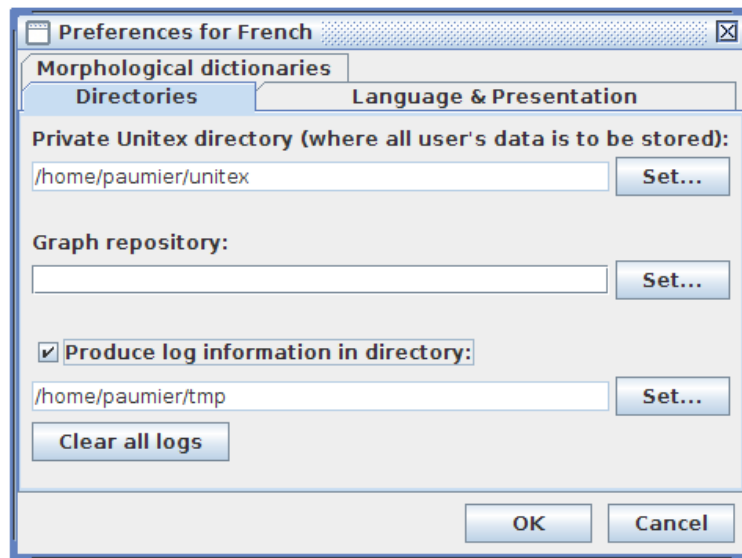 Preferences for French
Morphological dictionaries
Directories
Language & Presentation
Private Unitex directory (where all user's data is to be stored):
/home/paumier/unitex
Set...
Graph repository:
Set...
Produce log information in directory:
/home/paumier/tmp
Set...
Clear all logs
OK
Cancel